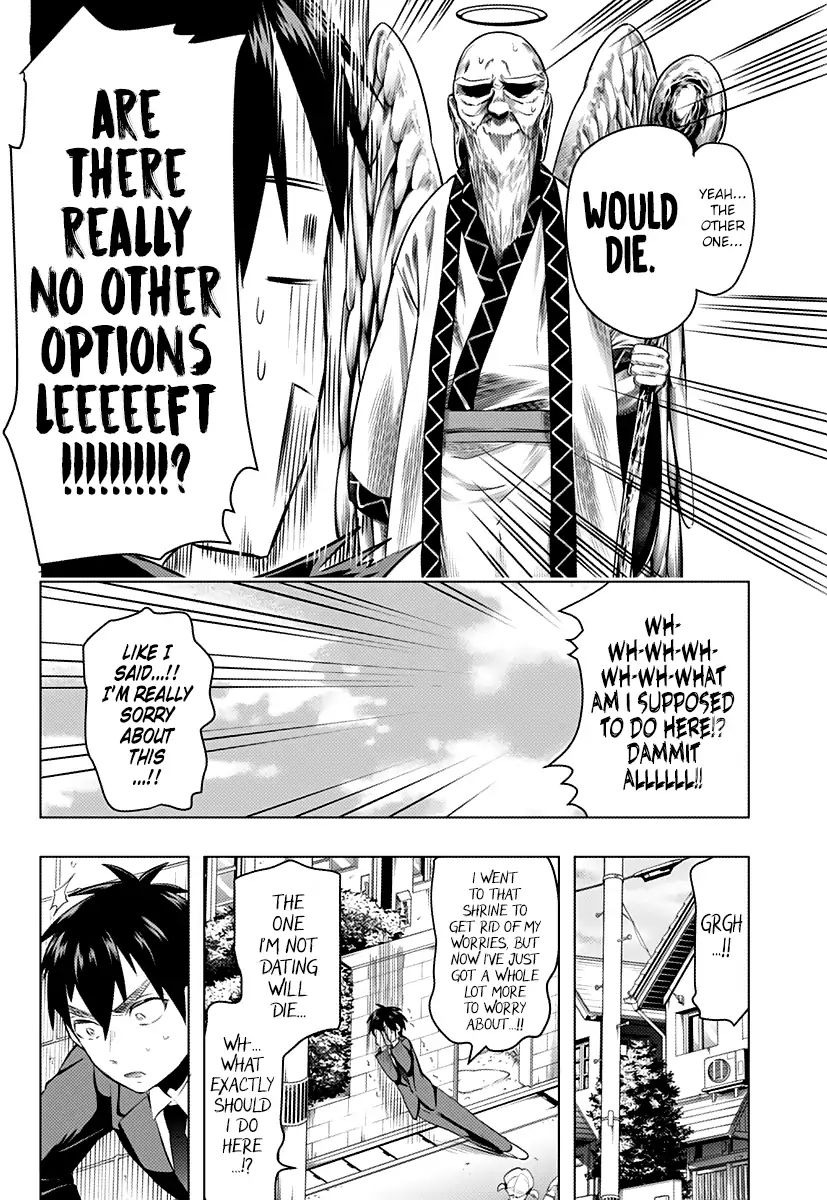 YEAH...
THE
OTHER
ONE...
WOULD
DIE.
ARE
THERE
REALLY
NO OTHER
OPTIONS
LEEEEEEFT
!!!!!!!!!!?
WH-
WH-WH-WH-
WH-WH-WHAT
AM I SUPPOSED
TO DO HERE!?
DAMMIT
ALLLLLL!!
LIKE I
SAID...!!
I'M REALLY
SORRY
ABOUT
THIS
...!!
GRGH
...!!
I WENT
TO THAT
SHRINE TO
GET RID OF MY
WORRIES, BUT
NOW I'VE JUST
GOT A WHOLE
LOT MORE
TO WORRY
ABOUT...!!
THE
ONE
I'M NOT
DATING
WILL
DIE...
WH...
WHAT
EXACTLY
SHOULD
I DO
HERE
...!?